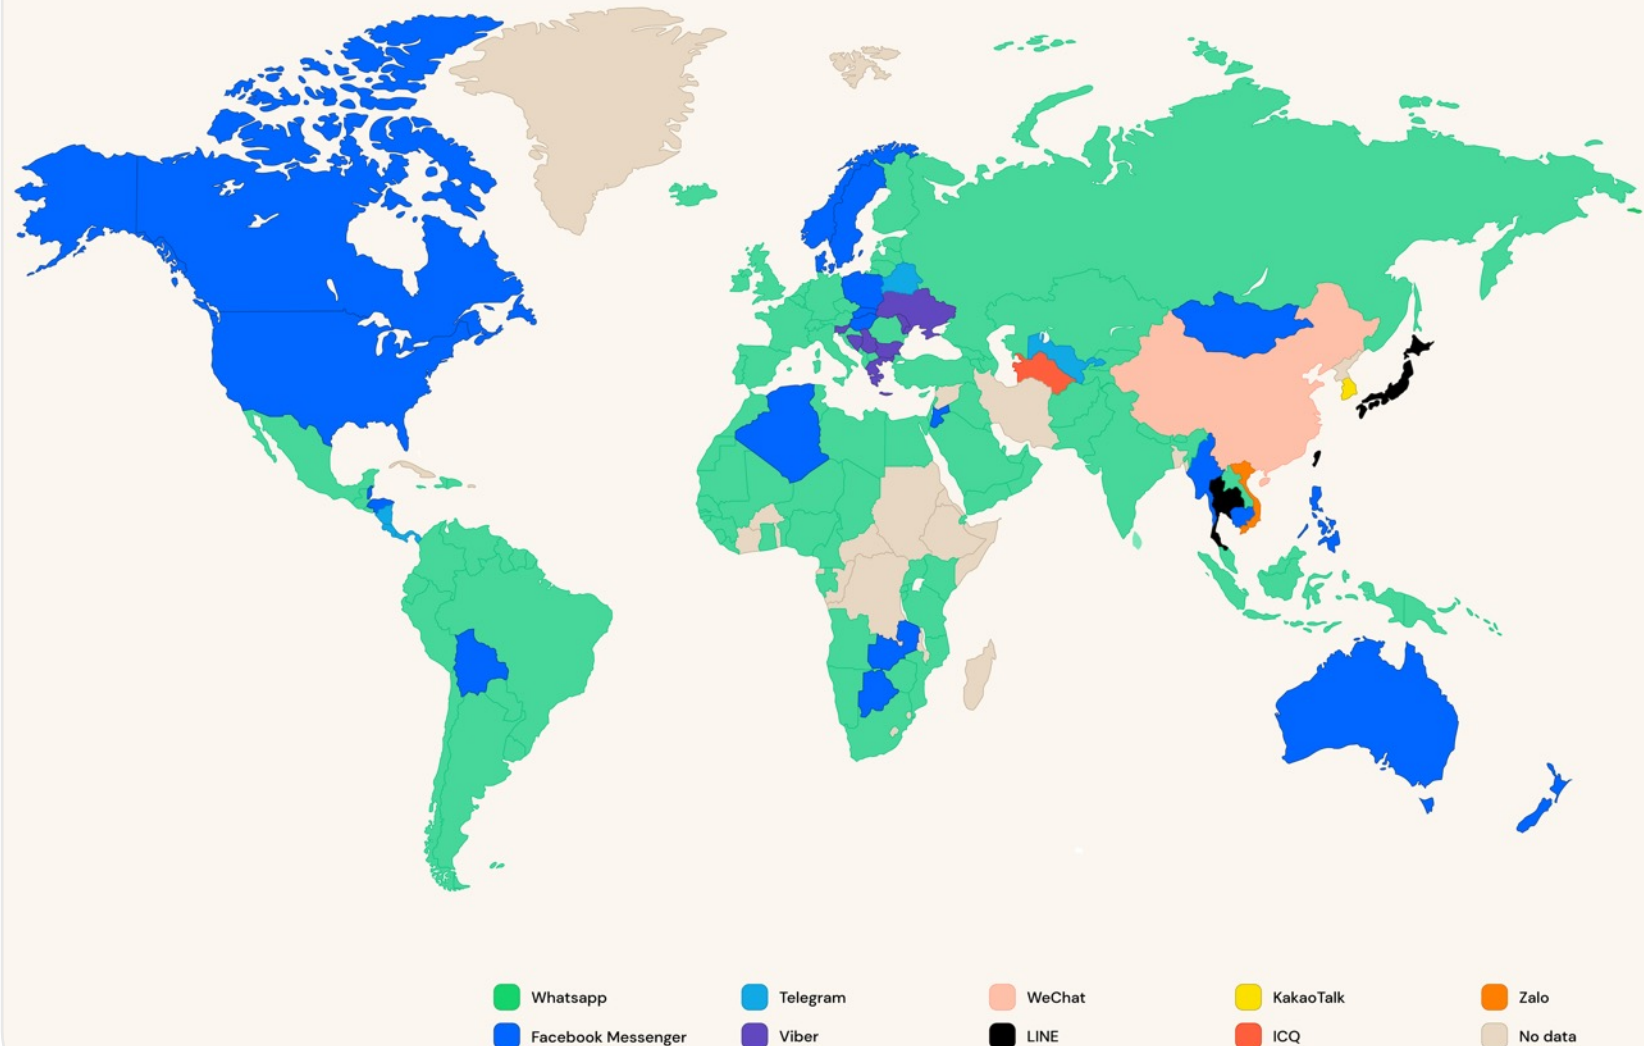 Whatsapp Telegram WeChat KakaoTalk Zalo
Facebook Messenger Viber LINE ICQ No data